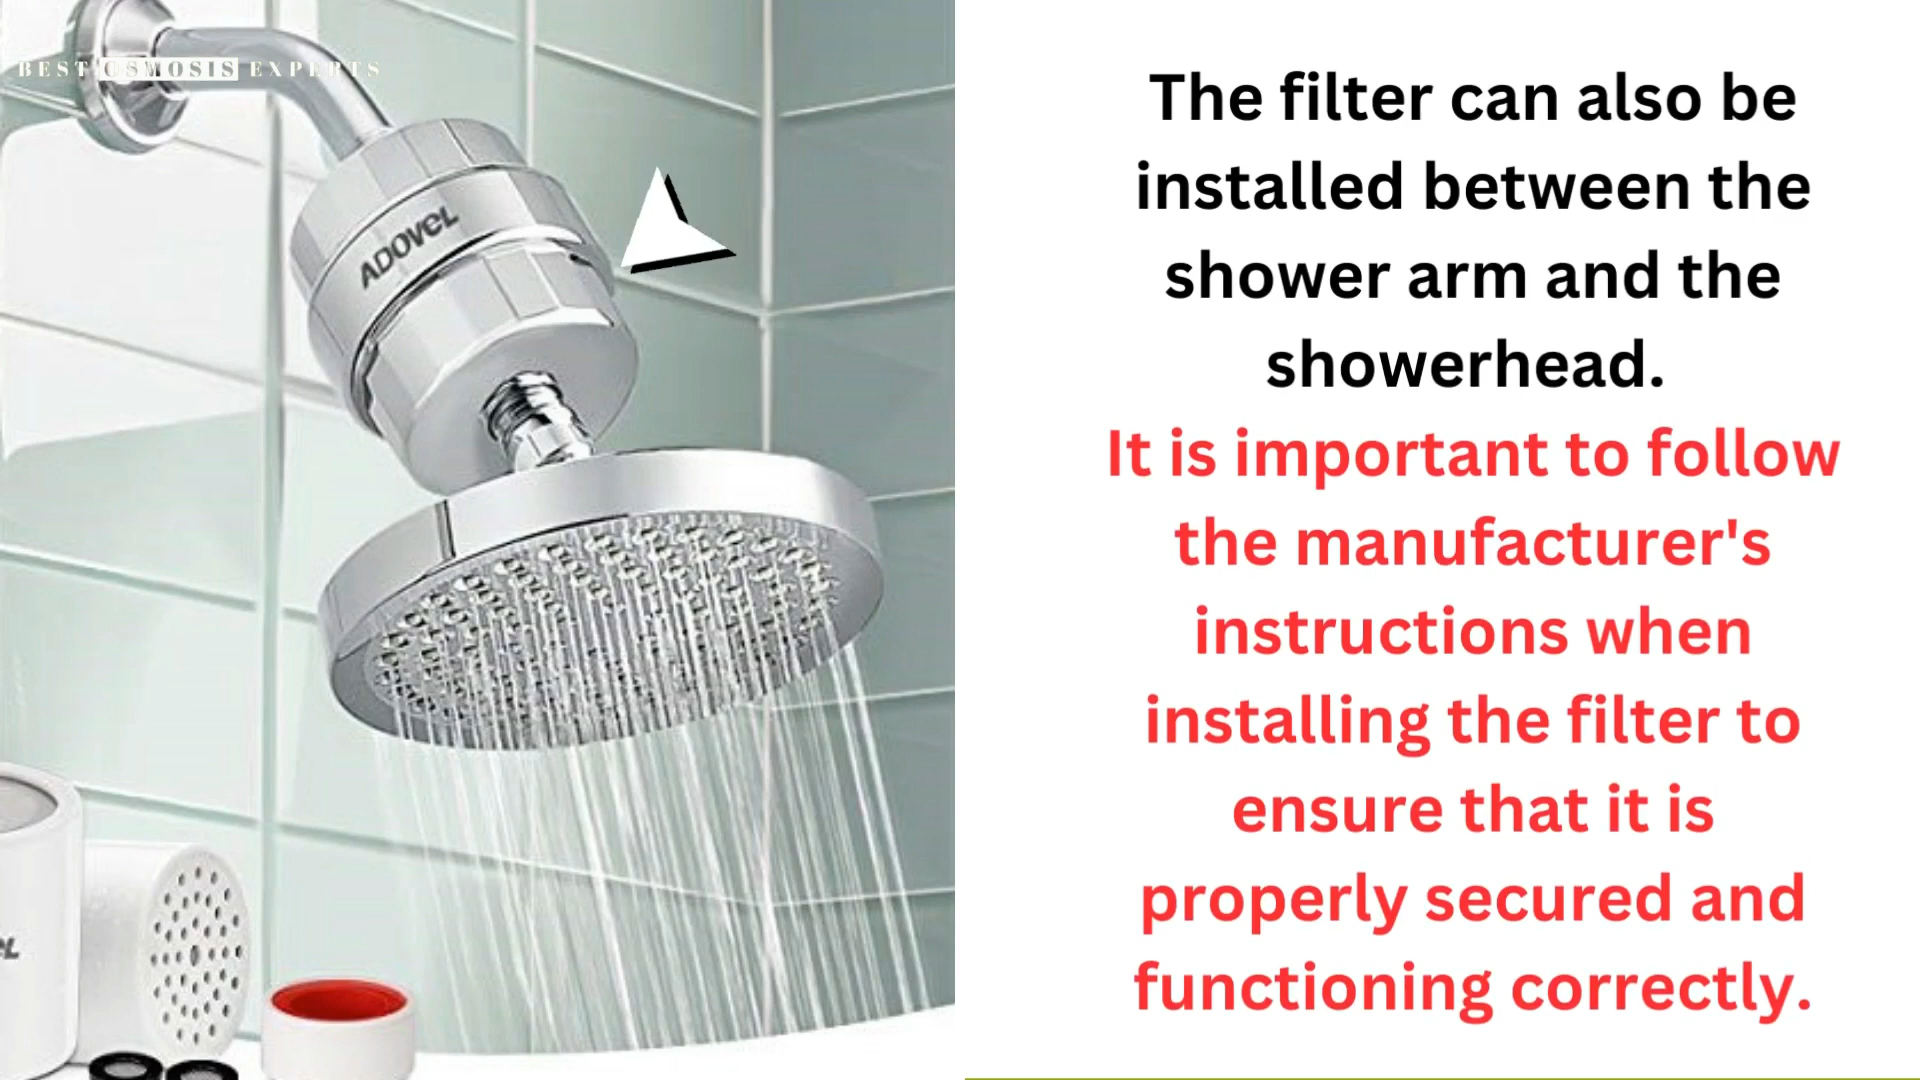 BEST OSMOSIS EXPERTS
ADOVEL
The filter can also be
installed between the
shower arm and the
showerhead.
It is important to follow
the manufacturer's
instructions when
installing the filter to
ensure that it is
properly secured and
functioning correctly.